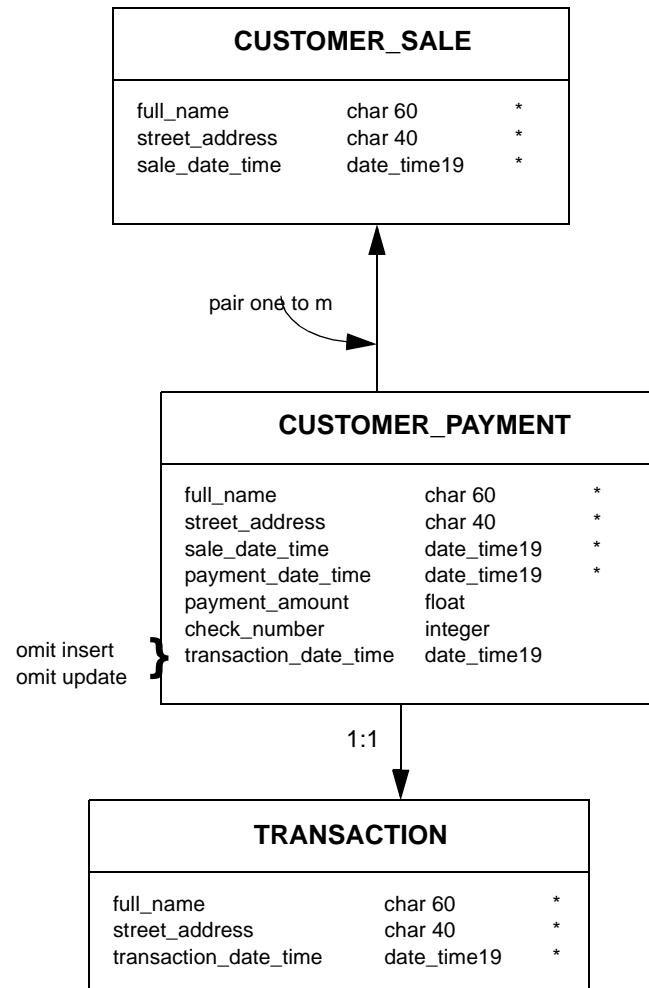 CUSTOMER_SALE
full_name char 60 *
street_address char 40 *
sale_date_time date_time19 *
pair one to m
CUSTOMER_PAYMENT
full_name char 60 *
street_address char 40 *
sale_date_time date_time19 *
payment_date_time date_time19 *
payment_amount float
check_number integer
transaction_date_time date_time19
omit insert
omit update
}
1:1
TRANSACTION
full_name char 60 *
street_address char 40 *
transaction_date_time date_time19 *